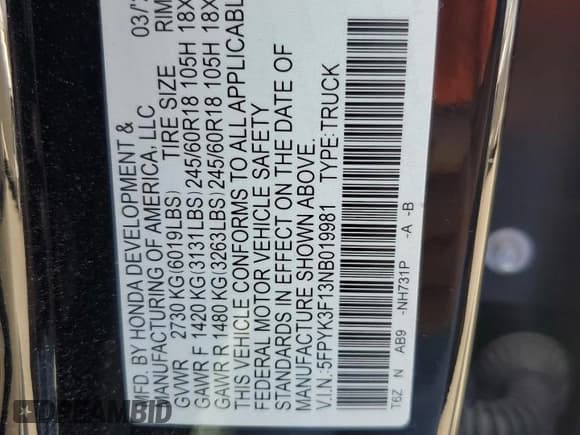 MFD. BY HONDA DEVELOPMENT & 03/
MANUFACTURING OF AMERICA, LLC
GVWR 2730 KG (6019LBS) TIRE SIZE RIM
GAWR F 1420 KG (3131LBS) 245/60R18 105H 18X
GAWR R 1480 KG (3263LBS) 245/60R18 105H 18X
THIS VEHICLE CONFORMS TO ALL APPLICABL
FEDERAL MOTOR VEHICLE SAFETY
STANDARDS IN EFFECT ON THE DATE OF
MANUFACTURE SHOWN ABOVE.
V.I.N.:5FPYK3F13NB019981 TYPE:TRUCK
T6Z N AB9 -NH731P -A -B
DREAMBID